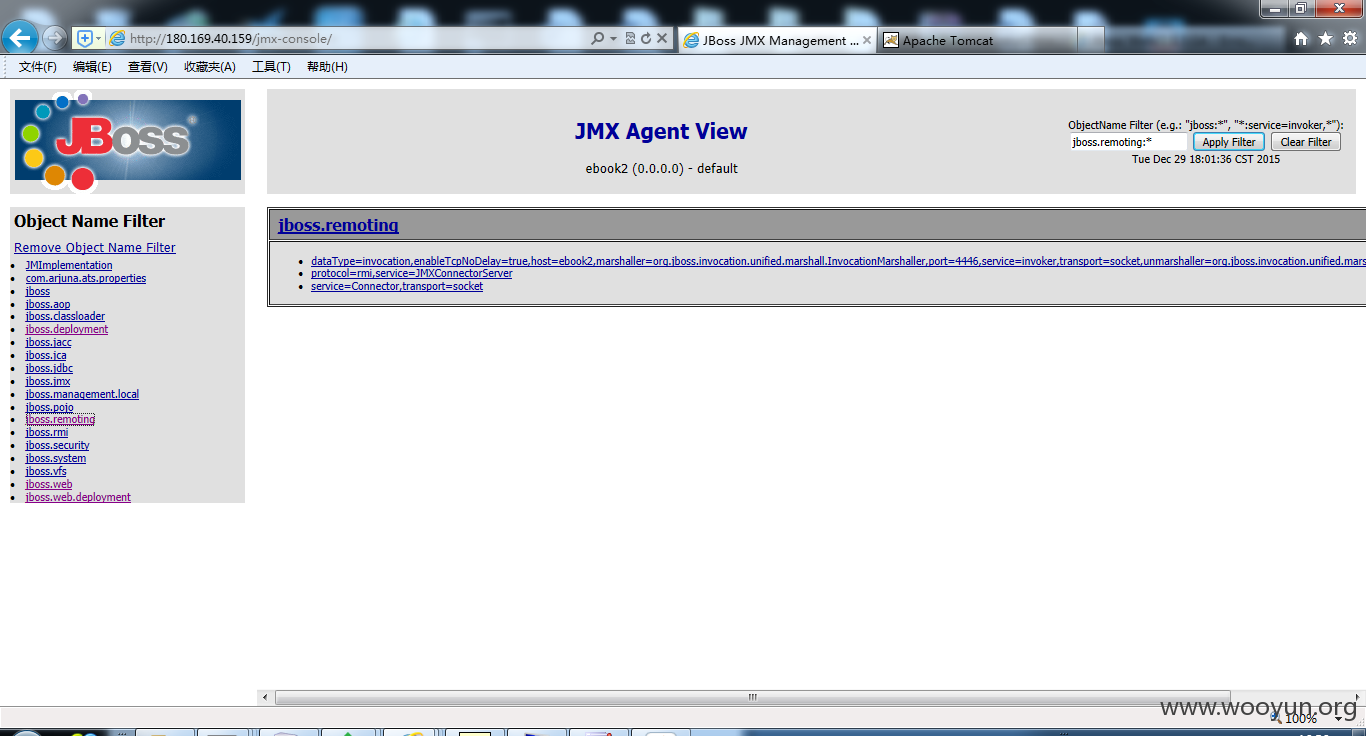 http://180.169.40.159/jmx-console/
JBoss JMX Management ...
Apache Tomcat
文件(F) 编辑(E) 查看(V) 收藏夹(A) 工具(T) 帮助(H)
JBoss®
JMX Agent View
ebook2 (0.0.0.0) - default
ObjectName Filter (e.g.: "jboss:*", "*:service=invoker,*"):
jboss.remoting:* Apply Filter Clear Filter
Tue Dec 29 18:01:36 CST 2015
Object Name Filter
Remove Object Name Filter
JMImplementation
com.arjuna.ats.properties
jboss
jboss.aop
jboss.classloader
jboss.deployment
jboss.jacc
jboss.jca
jboss.jdbc
jboss.jmx
jboss.management.local
jboss.pojo
jboss.remoting
jboss.rmi
jboss.security
jboss.system
jboss.vfs
jboss.web
jboss.web.deployment
jboss.remoting
dataType=invocation,enableTcpNoDelay=true,host=ebook2,marshaller=org.jboss.invocation.unified.marshall.InvocationMarshaller,port=4446,service=invoker,transport=socket,unmarshaller=org.jboss.invocation.unified.mars
protocol=rmi,service=JMXConnectorServer
service=Connector,transport=socket
www.wooyun.org
100%